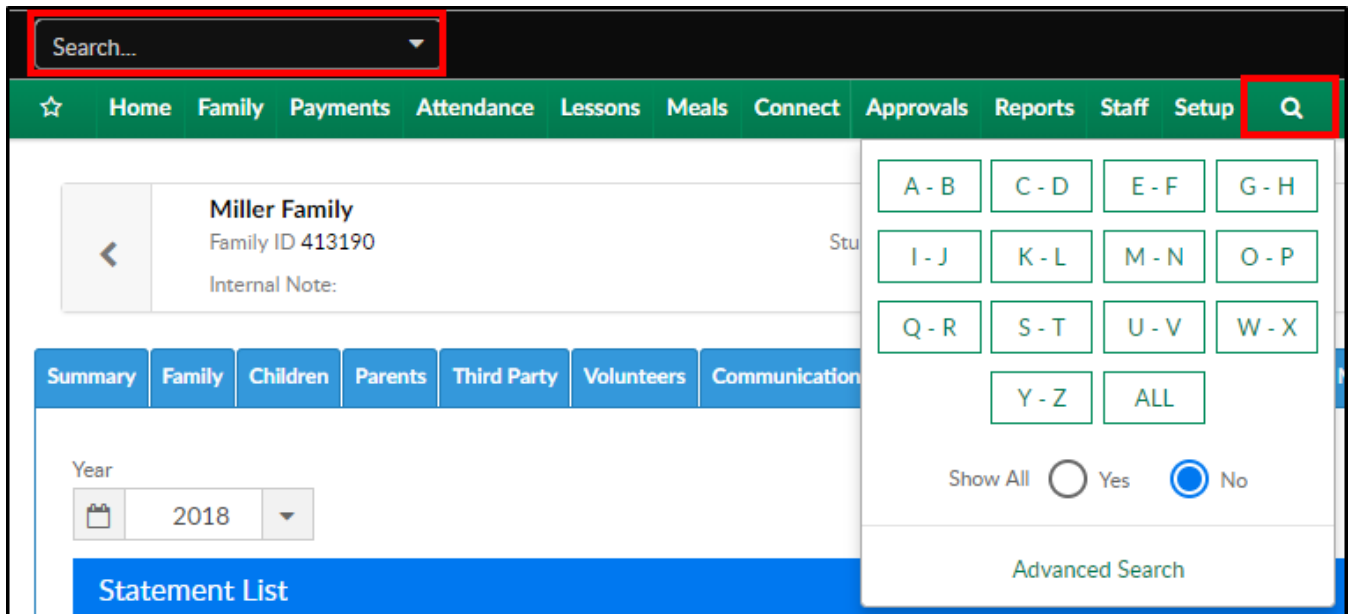 Search...
Home Family Payments Attendance Lessons Meals Connect Approvals Reports Staff Setup
Miller Family
Family ID 413190
Stu
Internal Note:
A - B C - D E - F G - H
I - J K - L M - N O - P
Q - R S - T U - V W - X
Y - Z ALL
Show All Yes No
Advanced Search
Summary Family Children Parents Third Party Volunteers Communication
Year
2018
Statement List